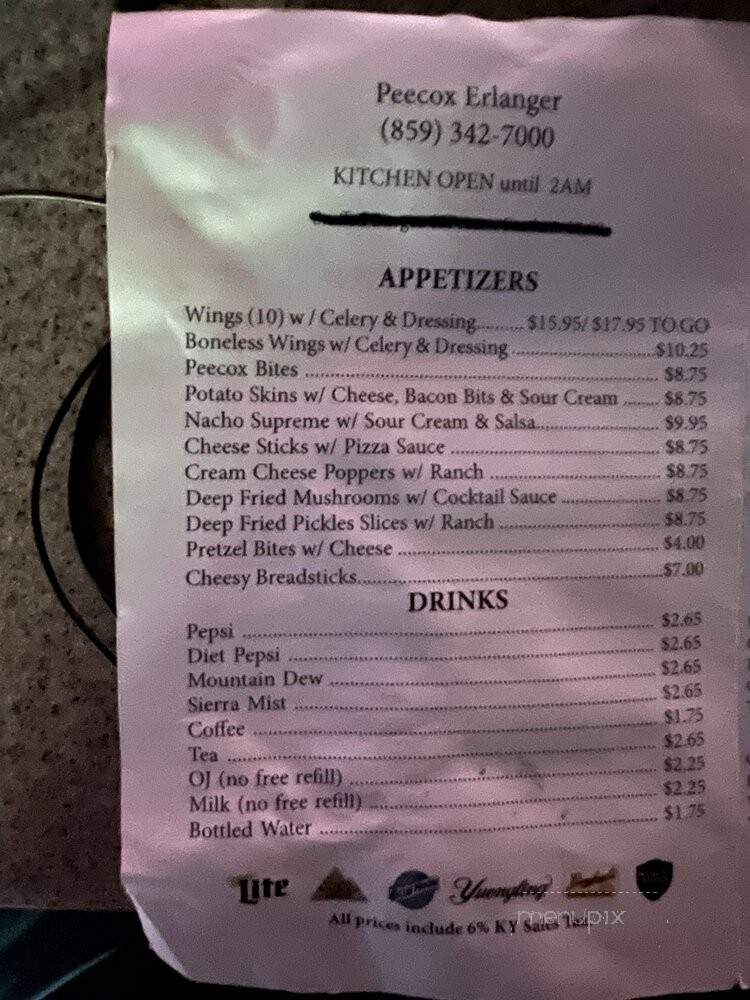 Peecox Erlanger
(859) 342-7000
KITCHEN OPEN until 2AM
APPETIZERS
Wings (10) w / Celery & Dressing.......... $15.95/ $17.95 TO GO
Boneless Wings w/ Celery & Dressing ..............................$10.25
Peecox Bites .................................................................. $8.75
Potato Skins w/ Cheese, Bacon Bits & Sour Cream ....... $8.75
Nacho Supreme w/ Sour Cream & Salsa......................... $9.95
Cheese Sticks w/ Pizza Sauce ........................................ $8.75
Cream Cheese Poppers w/ Ranch .................................. $8.75
Deep Fried Mushrooms w/ Cocktail Sauce .................... $8.75
Deep Fried Pickles Slices w/ Ranch ............................... $8.75
Pretzel Bites w/ Cheese ................................................. $4.00
Cheesy Breadsticks..........................................................$7.00
DRINKS
Pepsi .............................................................................. $2.65
Diet Pepsi ...................................................................... $2.65
Mountain Dew .............................................................. $2.65
Sierra Mist ..................................................................... $2.65
Coffee ............................................................................ $1.75
Tea ................................................................................. $2.65
OJ (no free refill) ........................................................... $2.25
Milk (no free refill) ........................................................ $2.25
Bottled Water ................................................................ $1.75
Lite Yuengling
All prices include 6% KY Sales Tax
menupix